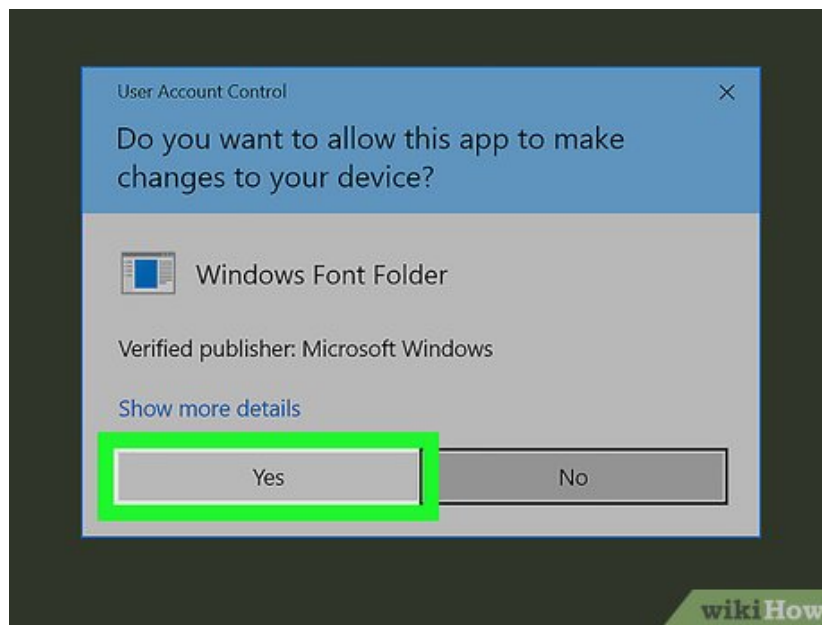 User Account Control
Do you want to allow this app to make
changes to your device?
Windows Font Folder
Verified publisher: Microsoft Windows
Show more details
Yes No
wikiHow